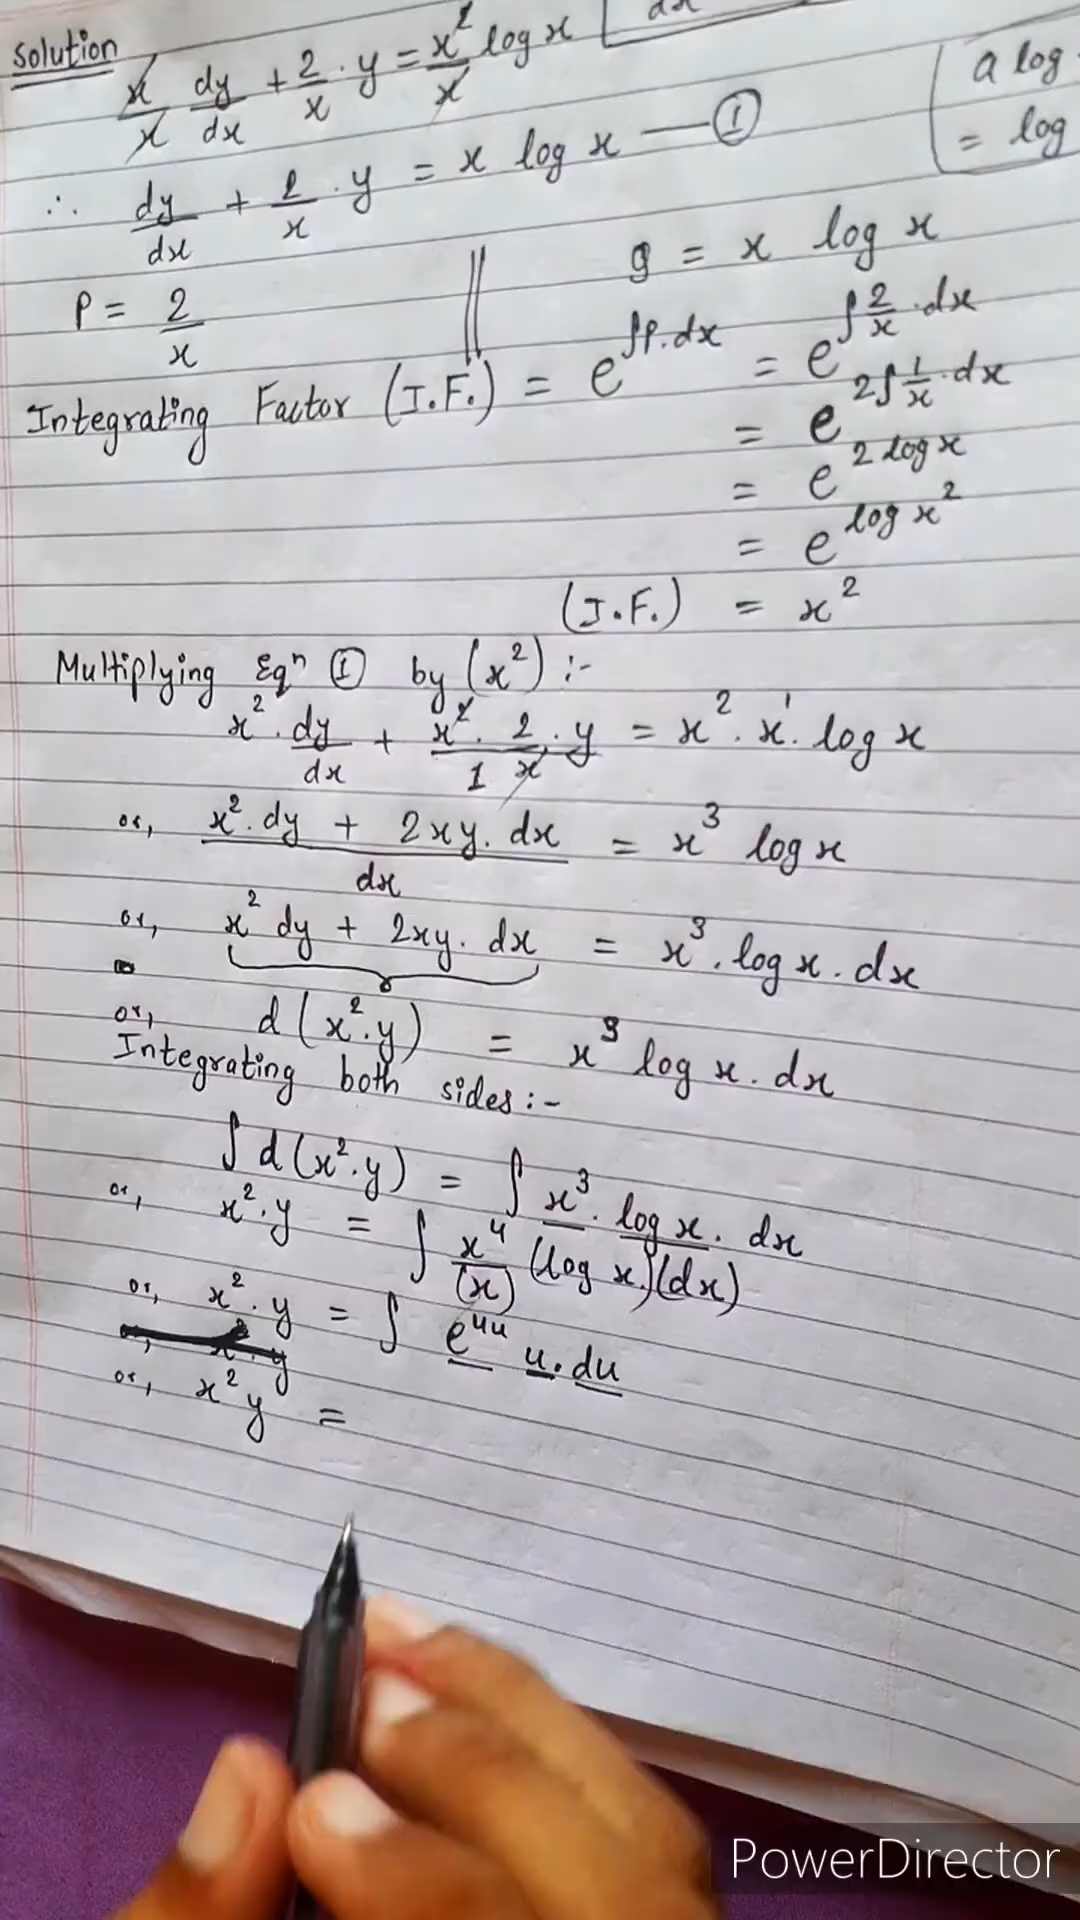 Solution x/x dy/dx + 2/x · y = x²/x log x
dx
a log
= log
∴ dy/dx + 2/x · y = x log x —①
P = 2/x || Q = x log x
Integrating Factor (I.F.) = e^∫P.dx = e^∫2/x .dx
= e^2∫1/x .dx
= e^2 log x
= e^log x²
(I.F.) = x²
Multiplying Eqⁿ ① by (x²) :-
x² · dy/dx + x² · 2 · y / 1 x = x² · x¹ · log x
or, x² · dy + 2xy . dx / dx = x³ log x
or, x² dy + 2xy . dx = x³ . log x . dx
or, d(x² · y) = x³ log x . dx
Integrating both sides :-
∫ d(x² · y) = ∫ x³ . log x . dx
or, x² · y = ∫ x⁴/(x) (log x)(dx)
or, x² · y = ∫ e^4u u . du
x · y
or, x² y =
PowerDirector